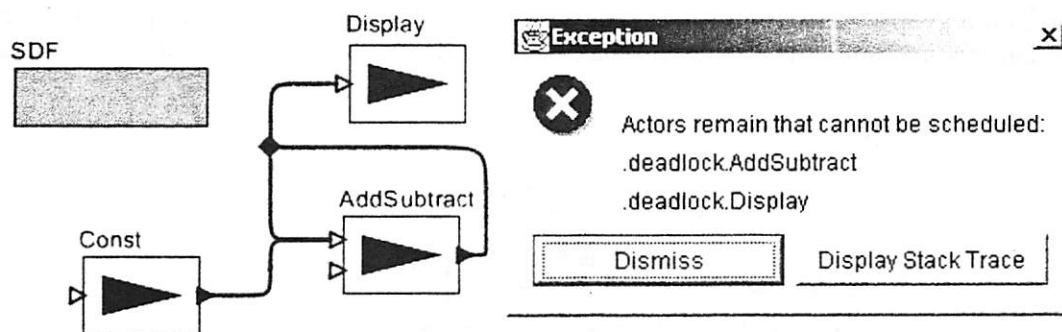 Display
SDF
AddSubtract
Const
Exception
Actors remain that cannot be scheduled:
.deadlock.AddSubtract
.deadlock.Display
Dismiss
Display Stack Trace